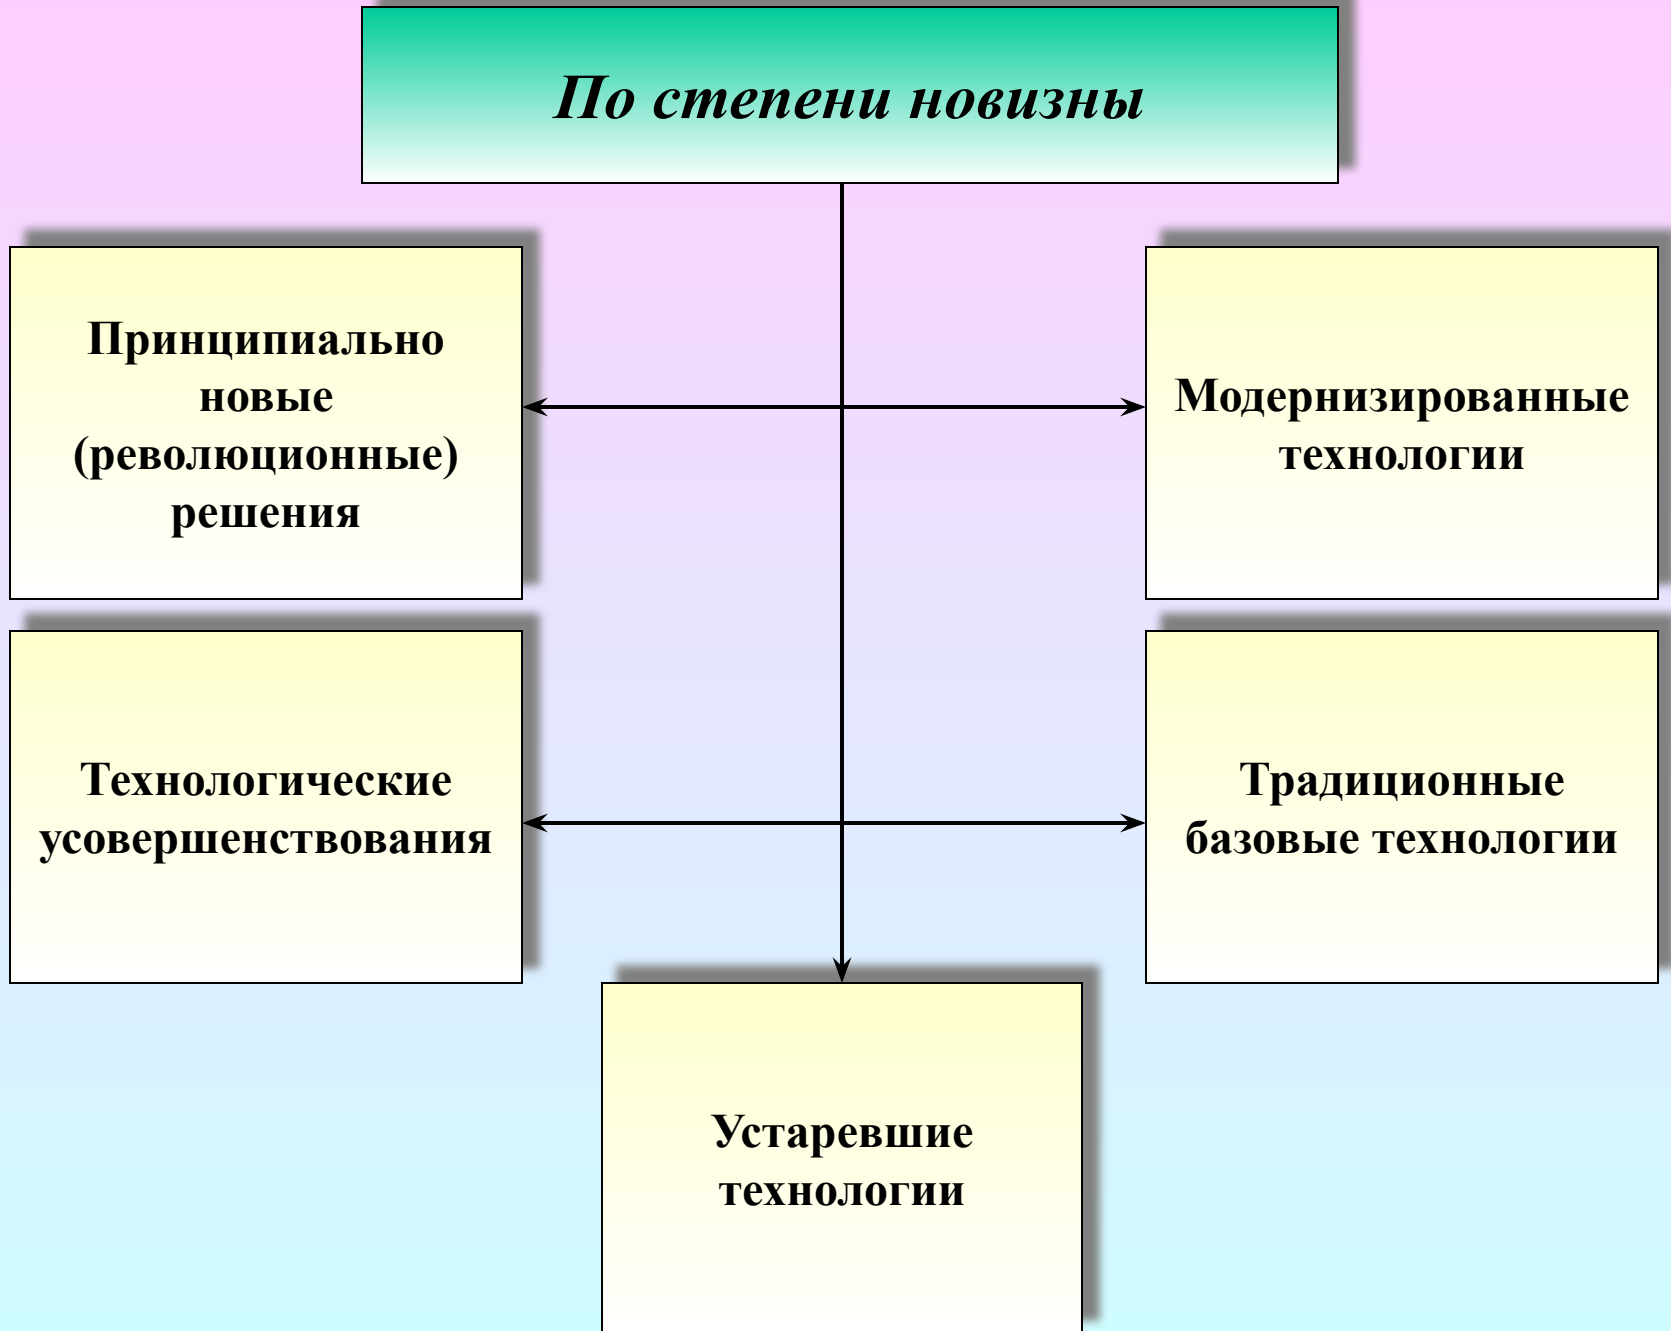 По степени новизны
Принципиально
новые
(революционные)
решения
Модернизированные
технологии
Технологические
усовершенствования
Традиционные
базовые технологии
Устаревшие
технологии